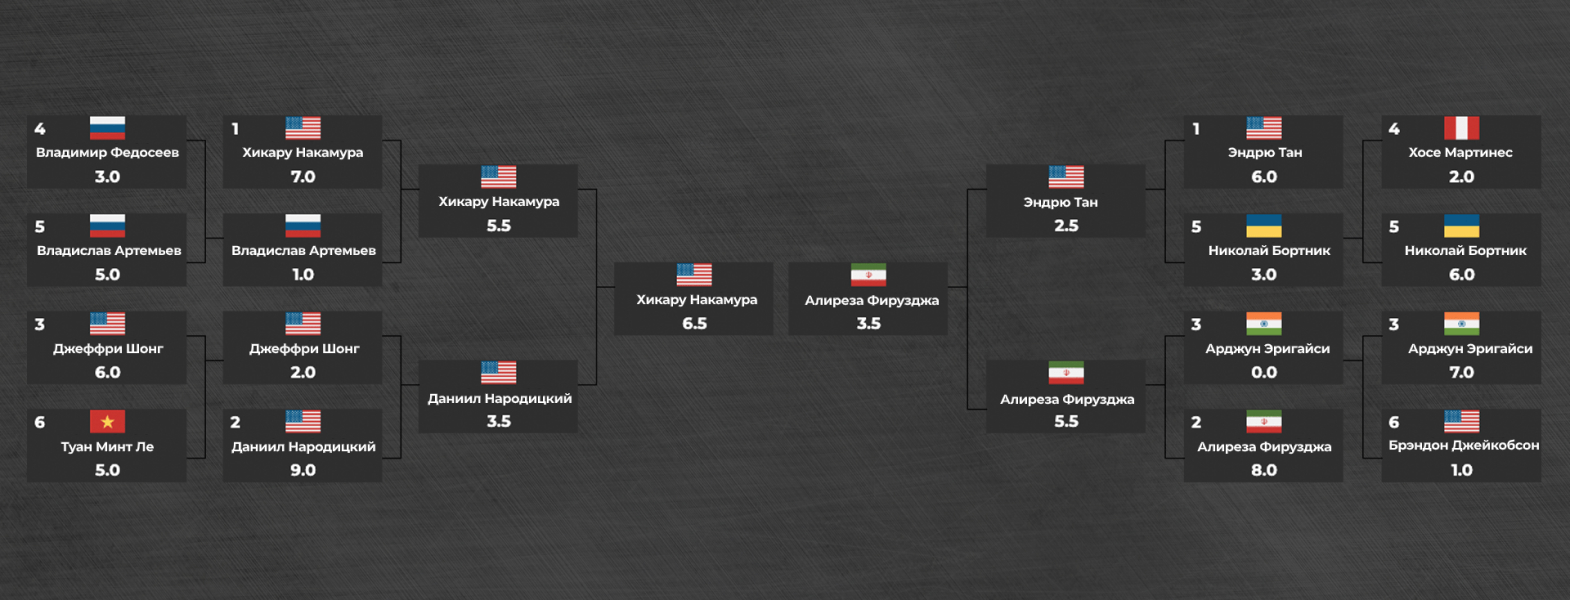 4
Владимир Федосеев
3.0
5
Владислав Артемьев
5.0
3
Джеффри Шонг
6.0
6
Туан Минт Ле
5.0
1
Хикару Накамура
7.0
Владислав Артемьев
1.0
Джеффри Шонг
2.0
2
Даниил Народицкий
9.0
Хикару Накамура
5.5
Даниил Народицкий
3.5
Хикару Накамура
6.5
Алиреза Фирузджа
3.5
Эндрю Тан
2.5
Алиреза Фирузджа
5.5
1
Эндрю Тан
6.0
5
Николай Бортник
3.0
3
Арджун Эригайси
0.0
2
Алиреза Фирузджа
8.0
4
Хосе Мартинес
2.0
5
Николай Бортник
6.0
3
Арджун Эригайси
7.0
6
Брэндон Джейкобсон
1.0